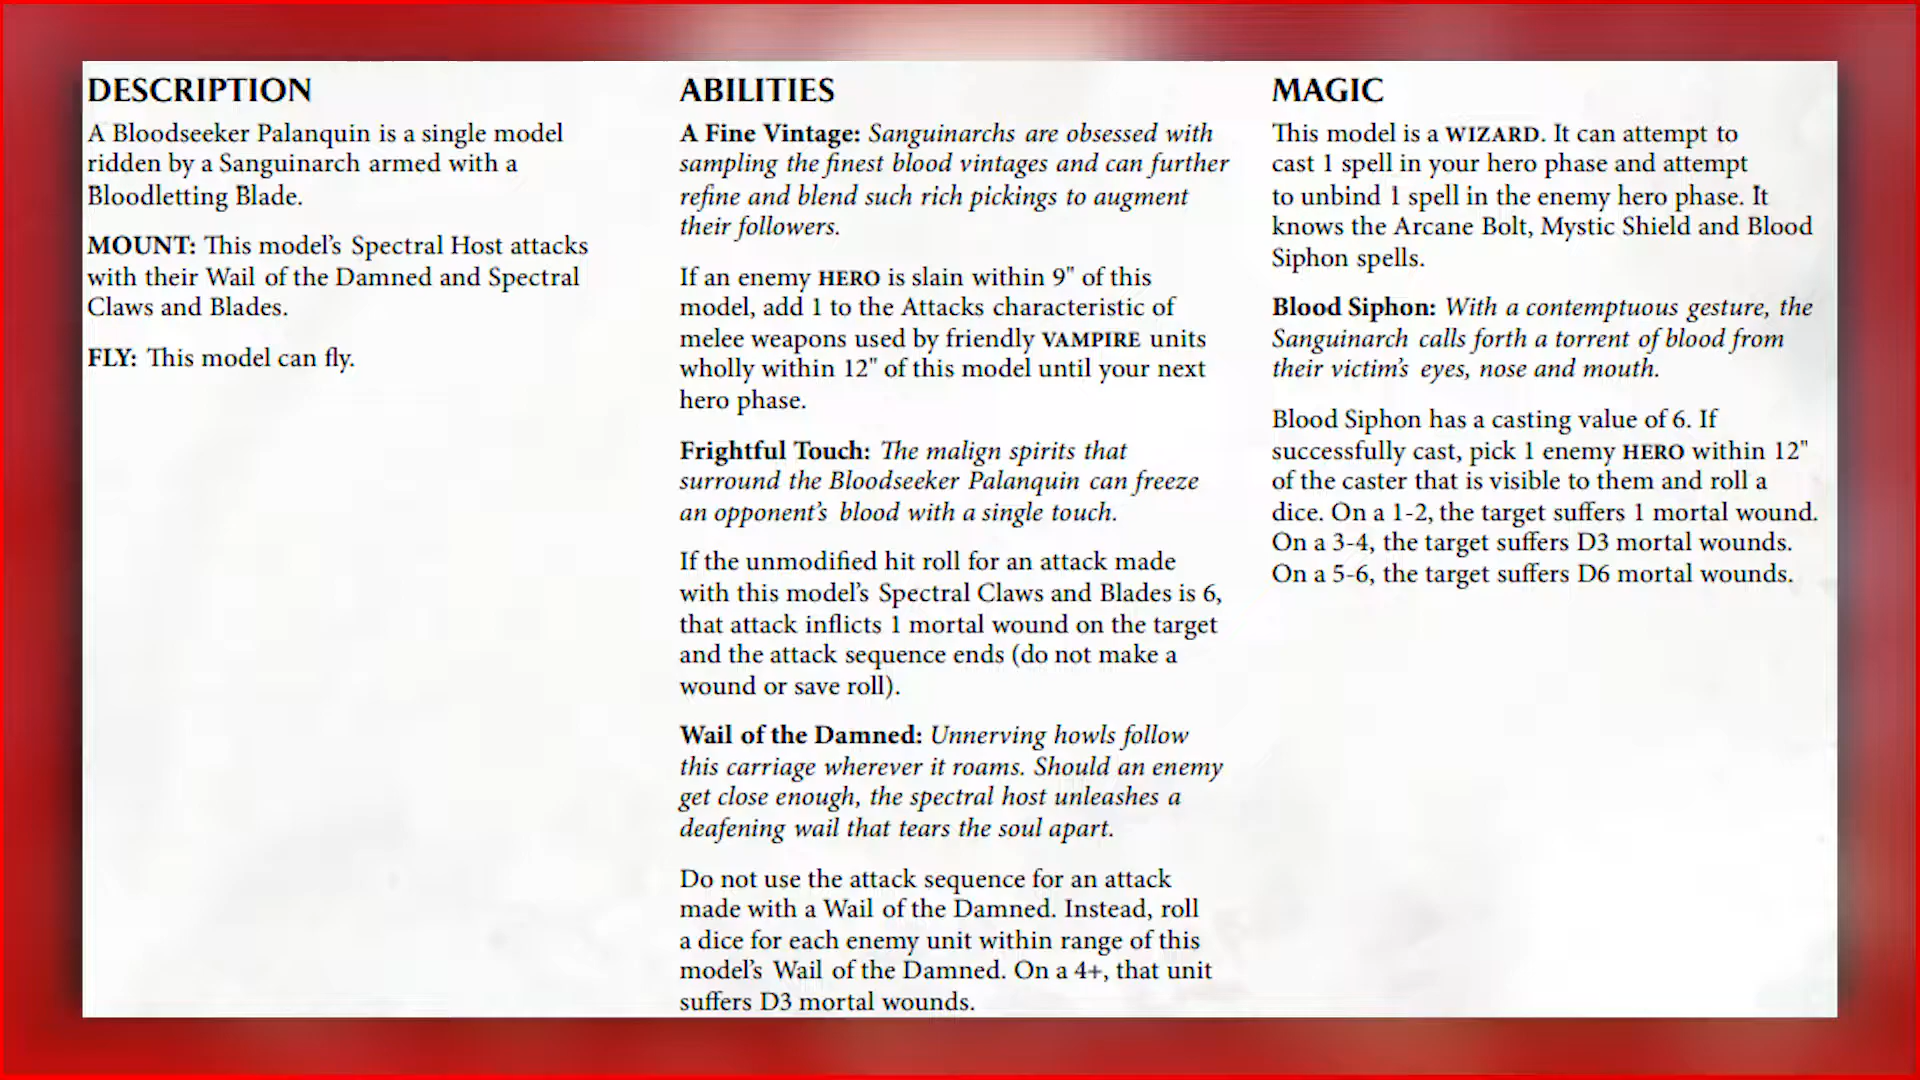 DESCRIPTION
A Bloodseeker Palanquin is a single model
ridden by a Sanguinarch armed with a
Bloodletting Blade.
MOUNT: This model's Spectral Host attacks
with their Wail of the Damned and Spectral
Claws and Blades.
FLY: This model can fly.
ABILITIES
A Fine Vintage: Sanguinarchs are obsessed with
sampling the finest blood vintages and can further
refine and blend such rich pickings to augment
their followers.
If an enemy HERO is slain within 9" of this
model, add 1 to the Attacks characteristic of
melee weapons used by friendly VAMPIRE units
wholly within 12" of this model until your next
hero phase.
Frightful Touch: The malign spirits that
surround the Bloodseeker Palanquin can freeze
an opponent's blood with a single touch.
If the unmodified hit roll for an attack made
with this model's Spectral Claws and Blades is 6,
that attack inflicts 1 mortal wound on the target
and the attack sequence ends (do not make a
wound or save roll).
Wail of the Damned: Unnerving howls follow
this carriage wherever it roams. Should an enemy
get close enough, the spectral host unleashes a
deafening wail that tears the soul apart.
Do not use the attack sequence for an attack
made with a Wail of the Damned. Instead, roll
a dice for each enemy unit within range of this
model's Wail of the Damned. On a 4+, that unit
suffers D3 mortal wounds.
MAGIC
This model is a WIZARD. It can attempt to
cast 1 spell in your hero phase and attempt
to unbind 1 spell in the enemy hero phase. It
knows the Arcane Bolt, Mystic Shield and Blood
Siphon spells.
Blood Siphon: With a contemptuous gesture, the
Sanguinarch calls forth a torrent of blood from
their victim's eyes, nose and mouth.
Blood Siphon has a casting value of 6. If
successfully cast, pick 1 enemy HERO within 12"
of the caster that is visible to them and roll a
dice. On a 1-2, the target suffers 1 mortal wound.
On a 3-4, the target suffers D3 mortal wounds.
On a 5-6, the target suffers D6 mortal wounds.